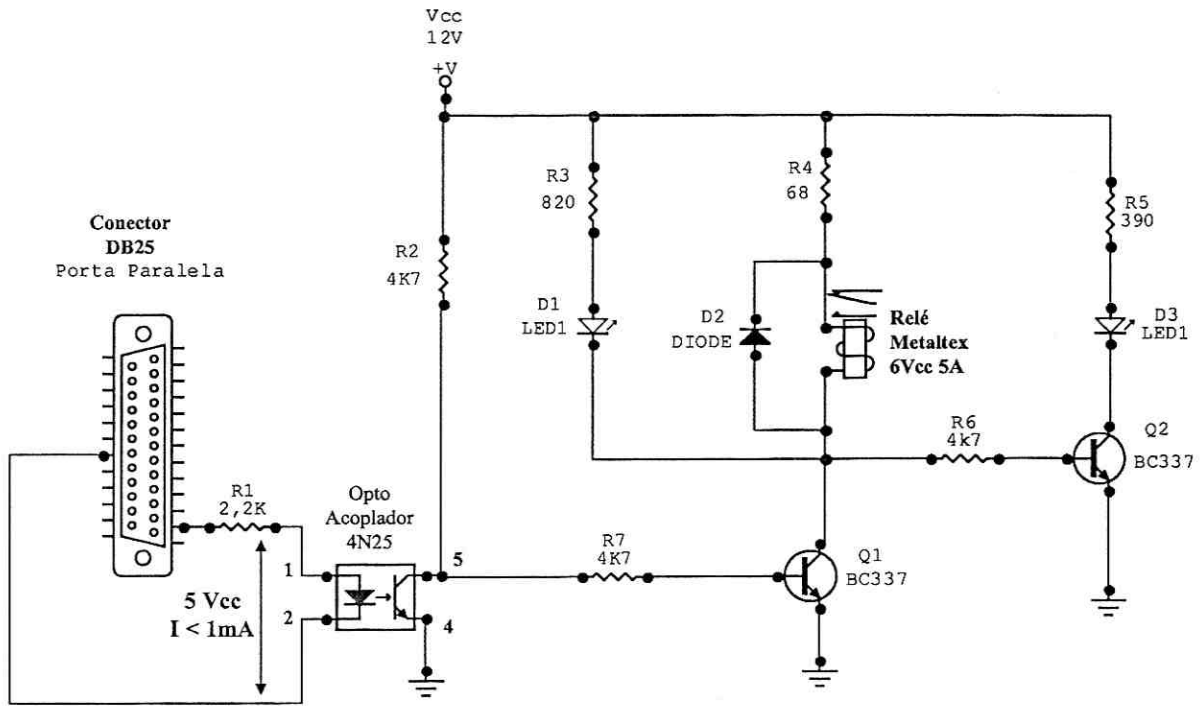 Vcc
12V
+V
R3
820
R4
68
R5
390
Conector
DB25
Porta Paralela
R2
4K7
D1
LED1
D2
DIODE
Relé
Metaltex
6Vcc 5A
D3
LED1
R6
4k7
Q2
BC337
R1
2,2K
Opto
Acoplador
4N25
1
5
2
4
5 Vcc
I < 1mA
R7
4K7
Q1
BC337